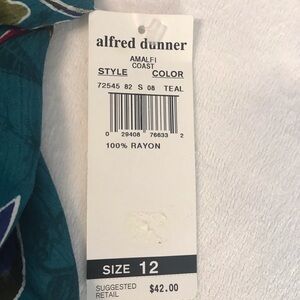 alfred dunner
AMALFI
COAST
STYLE COLOR
72545 82 S 08 TEAL
0 29408 76633 2
100% RAYON
SIZE 12
SUGGESTED
RETAIL $42.00